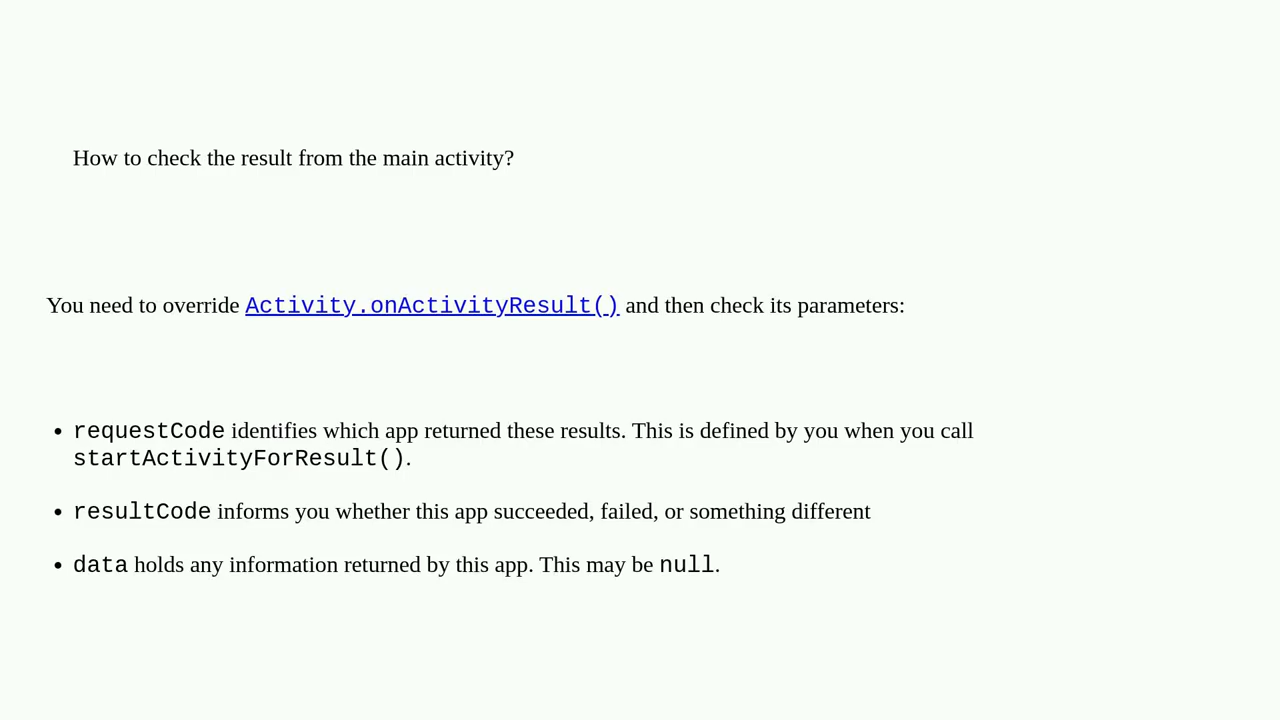 How to check the result from the main activity?
You need to override Activity.onActivityResult() and then check its parameters:
• requestCode identifies which app returned these results. This is defined by you when you call
startActivityForResult().
• resultCode informs you whether this app succeeded, failed, or something different
• data holds any information returned by this app. This may be null.